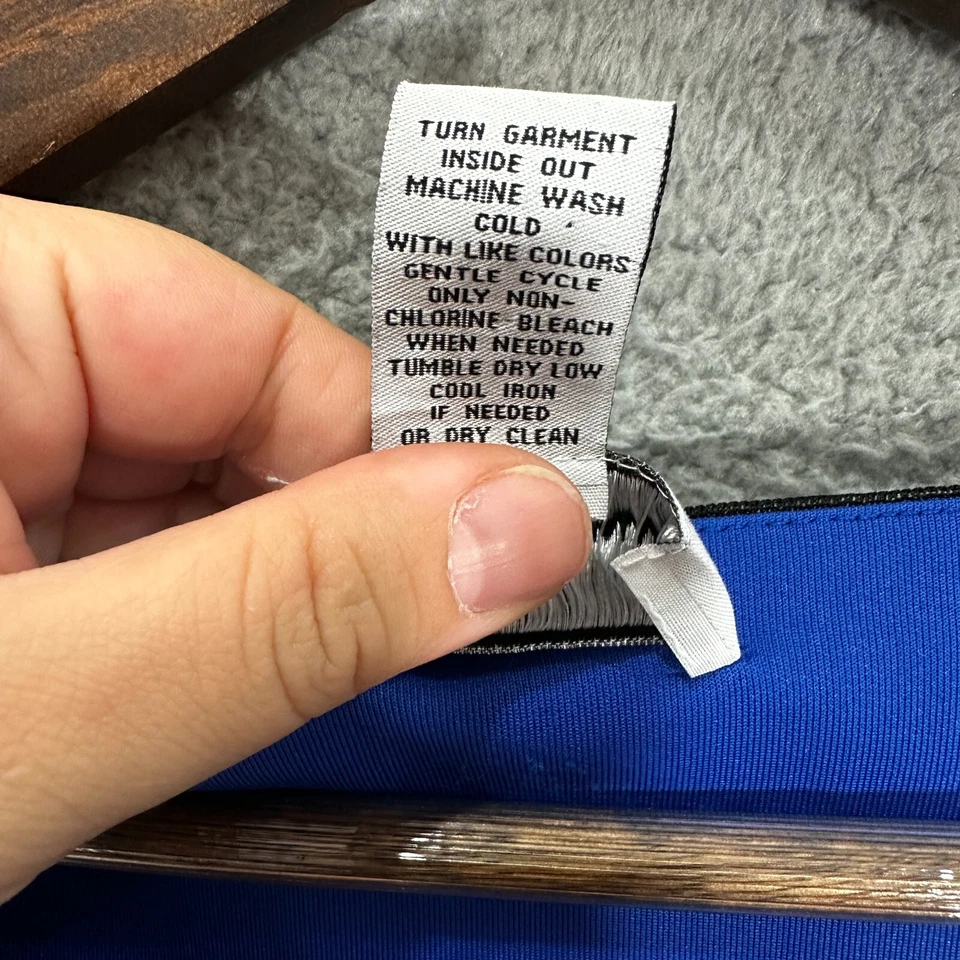 TURN GARMENT
INSIDE OUT
MACHINE WASH
COLD
WITH LIKE COLORS
GENTLE CYCLE
ONLY NON-
CHLORINE BLEACH
WHEN NEEDED
TUMBLE DRY LOW
COOL IRON
IF NEEDED
OR DRY CLEAN